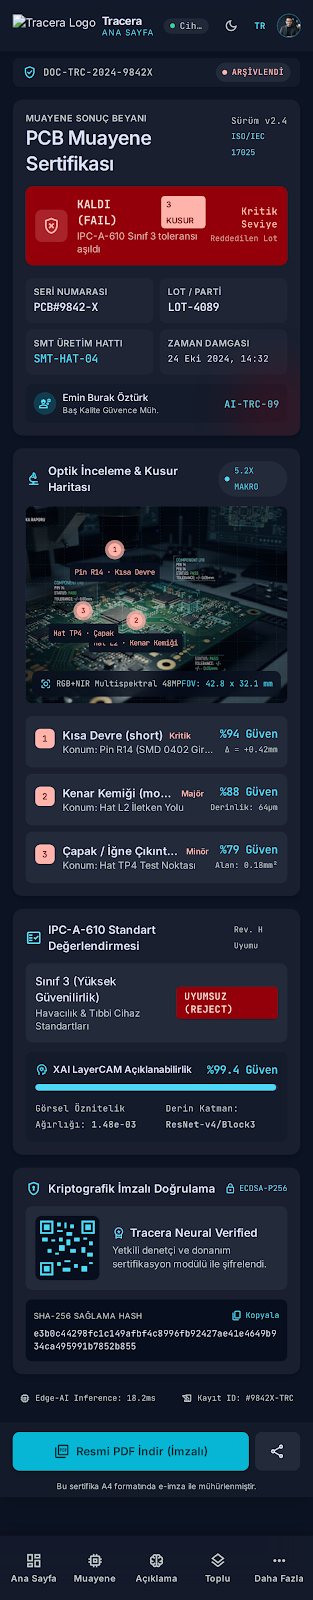 Tracera Logo
Tracera
ANA SAYFA
Cih…
TR
DOC-TRC-2024-9842X
ARŞİVLENDİ
MUAYENE SONUÇ BEYANI
PCB Muayene
Sertifikası
Sürüm v2.4
ISO/IEC
17025
KALDI
(FAIL)
3
KUSUR
IPC-A-610 Sınıf 3 toleransı
aşıldı
Kritik
Seviye
Reddedilen Lot
SERİ NUMARASI
PCB#9842-X
LOT / PARTİ
LOT-4089
SMT ÜRETİM HATTI
SMT-HAT-04
ZAMAN DAMGASI
24 Eki 2024, 14:32
Emin Burak Öztürk
Baş Kalite Güvence Müh.
AI-TRC-09
Optik İnceleme & Kusur
Haritası
5.2X
MAKRO
1
Pin R14 · Kısa Devre
3
2
Hat TP4 · Çapak
Hat L2 · Kenar Kemiği
RGB+NIR Multispektral 48MP
FOV: 42.8 x 32.1 mm
1
Kısa Devre (short) Kritik
%94 Güven
Konum: Pin R14 (SMD 0402 Gir…
Δ = +0.42mm
2
Kenar Kemiği (mo… Majör
%88 Güven
Konum: Hat L2 İletken Yolu
Derinlik: 64µm
3
Çapak / İğne Çıkınt… Minör
%79 Güven
Konum: Hat TP4 Test Noktası
Alan: 0.18mm²
IPC-A-610 Standart
Değerlendirmesi
Rev. H
Uyumu
Sınıf 3 (Yüksek
Güvenilirlik)
Havacılık & Tıbbi Cihaz
Standartları
UYUMSUZ
(REJECT)
XAI LayerCAM Açıklanabilirlik
%99.4 Güven
Görsel Öznitelik
Ağırlığı: 1.48e-03
Derin Katman:
ResNet-v4/Block3
Kriptografik İmzalı Doğrulama
ECDSA-P256
Tracera Neural Verified
Yetkili denetçi ve donanım
sertifikasyon modülü ile şifrelendi.
SHA-256 SAĞLAMA HASH
Kopyala
e3b0c44298fc1c149afbf4c8996fb92427ae41e4649b9
34ca495991b7852b855
Edge-AI Inference: 18.2ms
Kayıt ID: #9842X-TRC
Resmi PDF İndir (İmzalı)
Bu sertifika A4 formatında e-imza ile mühürlenmiştir.
Ana Sayfa
Muayene
Açıklama
Toplu
Daha Fazla